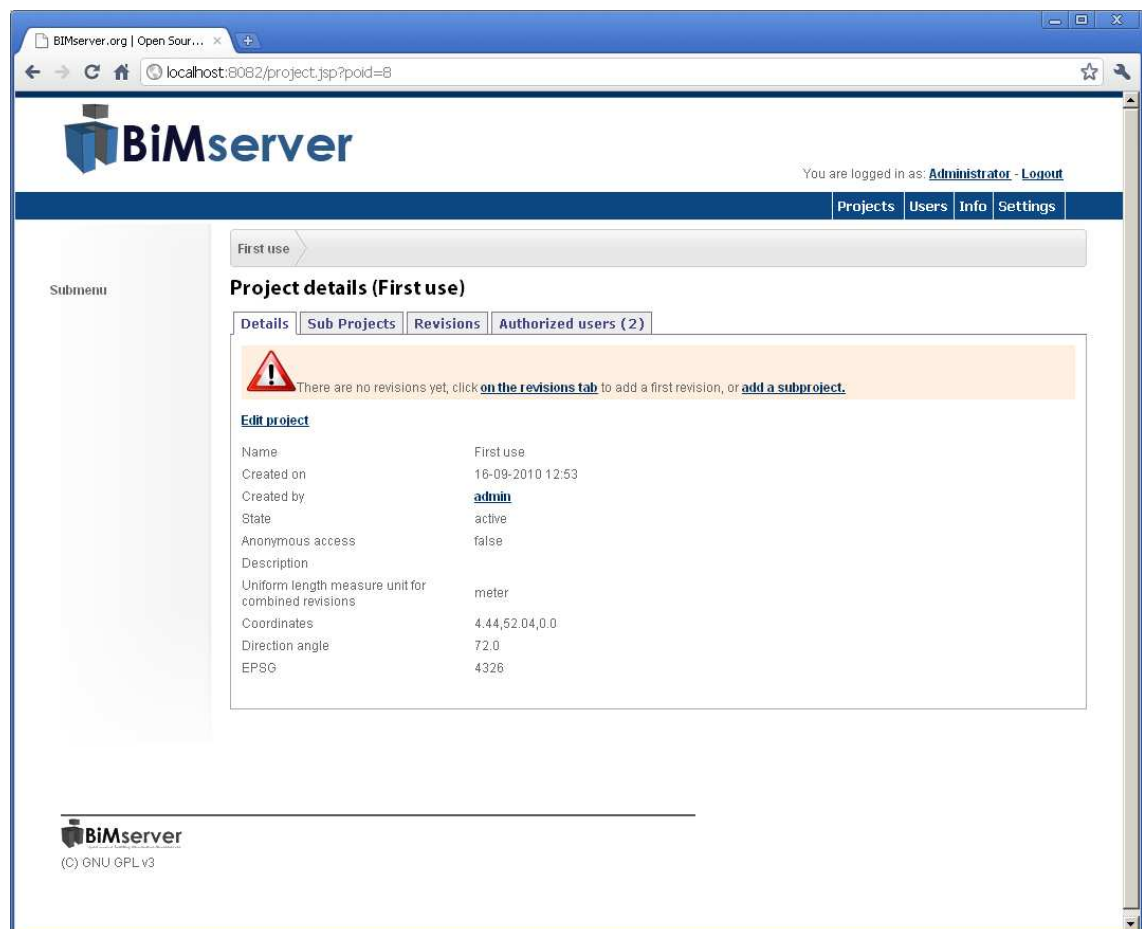 BIMserver.org | Open Sour...
localhost:8082/project.jsp?poid=8
BiMserver
You are logged in as: Administrator - Logout
Projects Users Info Settings
First use
Submenu
Project details (First use)
Details Sub Projects Revisions Authorized users (2)
There are no revisions yet, click on the revisions tab to add a first revision, or add a subproject.
Edit project
Name First use
Created on 16-09-2010 12:53
Created by admin
State active
Anonymous access false
Description
Uniform length measure unit for
combined revisions meter
Coordinates 4.44,52.04,0.0
Direction angle 72.0
EPSG 4326
BiMserver
(C) GNU GPL v3